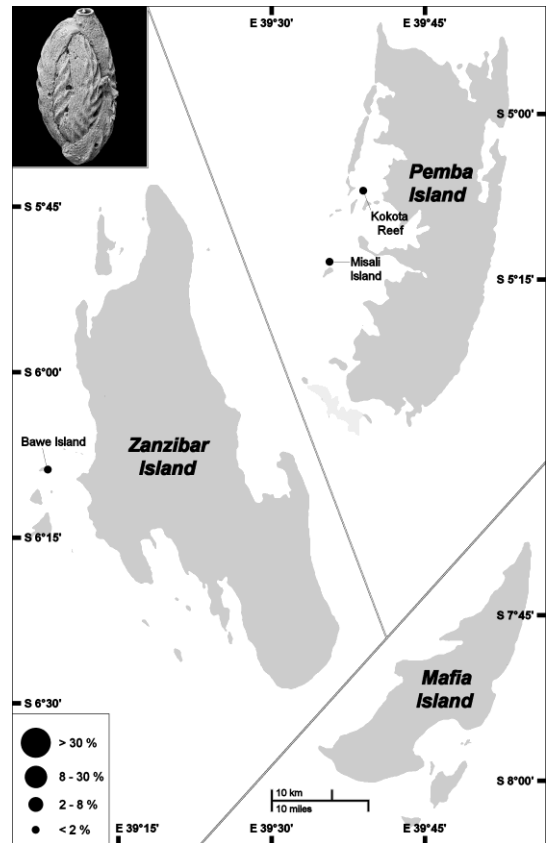 E 39°30'
E 39°45'
S 5°00'
Pemba
Island
Kokota
Reef
S 5°45'
Misali
Island
S 5°15'
S 6°00'
Bawe Island
Zanzibar
Island
S 6°15'
S 7°45'
Mafia
Island
S 6°30'
> 30 %
8 - 30 %
2 - 8 %
< 2 %
10 km
10 miles
S 8°00'
E 39°15'
E 39°30'
E 39°45'